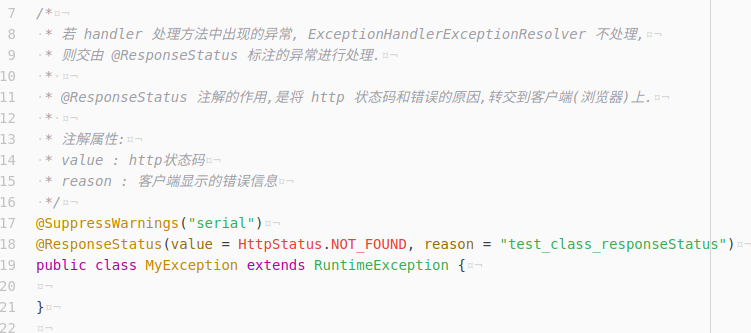 7 /*
8 * 若 handler 处理方法中出现的异常, ExceptionHandlerExceptionResolver 不处理,
9 * 则交由 @ResponseStatus 标注的异常进行处理.
10 *
11 * @ResponseStatus 注解的作用,是将 http 状态码和错误的原因,转交到客户端(浏览器)上.
12 *
13 * 注解属性:
14 * value : http状态码
15 * reason : 客户端显示的错误信息
16 */
17 @SuppressWarnings("serial")
18 @ResponseStatus(value = HttpStatus.NOT_FOUND, reason = "test_class_responseStatus")
19 public class MyException extends RuntimeException {
20
21 }
22